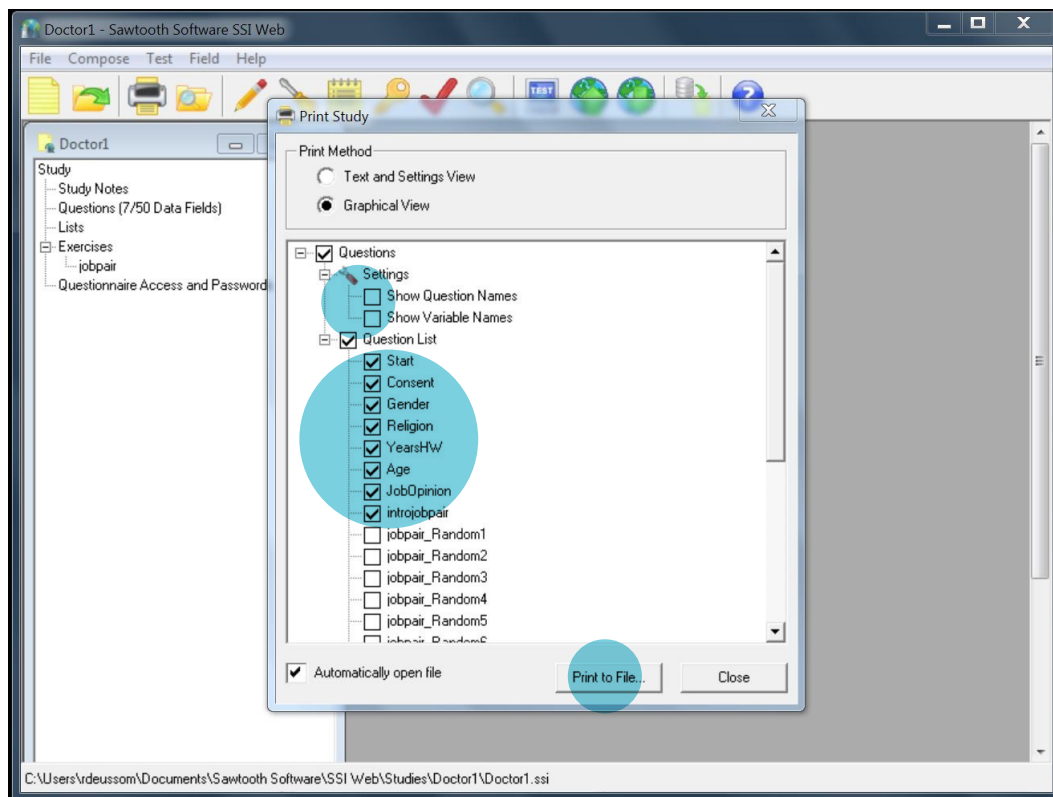 Doctor1 - Sawtooth Software SSI Web
File Compose Test Field Help
TEST
Doctor1
Study
Study Notes
Questions (7/50 Data Fields)
Lists
Exercises
jobpair
Questionnaire Access and Password
Print Study
Print Method
Text and Settings View
Graphical View
Questions
Settings
Show Question Names
Show Variable Names
Question List
Start
Consent
Gender
Religion
YearsHW
Age
JobOpinion
introjobpair
jobpair_Random1
jobpair_Random2
jobpair_Random3
jobpair_Random4
jobpair_Random5
Automatically open file
Print to File...
Close
C:\Users\rdeussom\Documents\Sawtooth Software\SSI Web\Studies\Doctor1\Doctor1.ssi